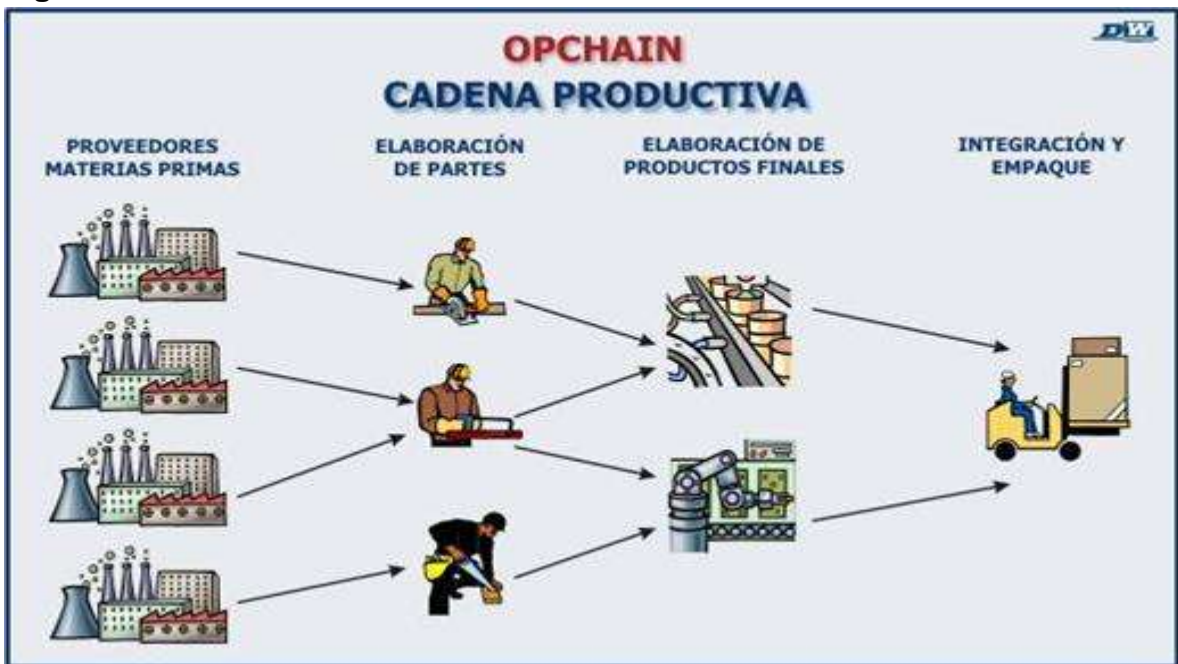 DW
OPCHAIN
CADENA PRODUCTIVA
PROVEEDORES
MATERIAS PRIMAS
ELABORACIÓN
DE PARTES
ELABORACIÓN DE
PRODUCTOS FINALES
INTEGRACIÓN Y
EMPAQUE